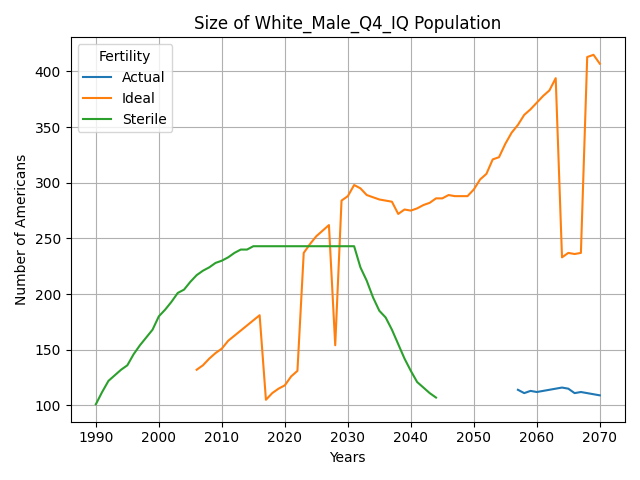 Size of White_Male_Q4_IQ Population
Fertility
Actual
Ideal
Sterile
Number of Americans
400
350
300
250
200
150
100
1990 2000 2010 2020 2030 2040 2050 2060 2070
Years